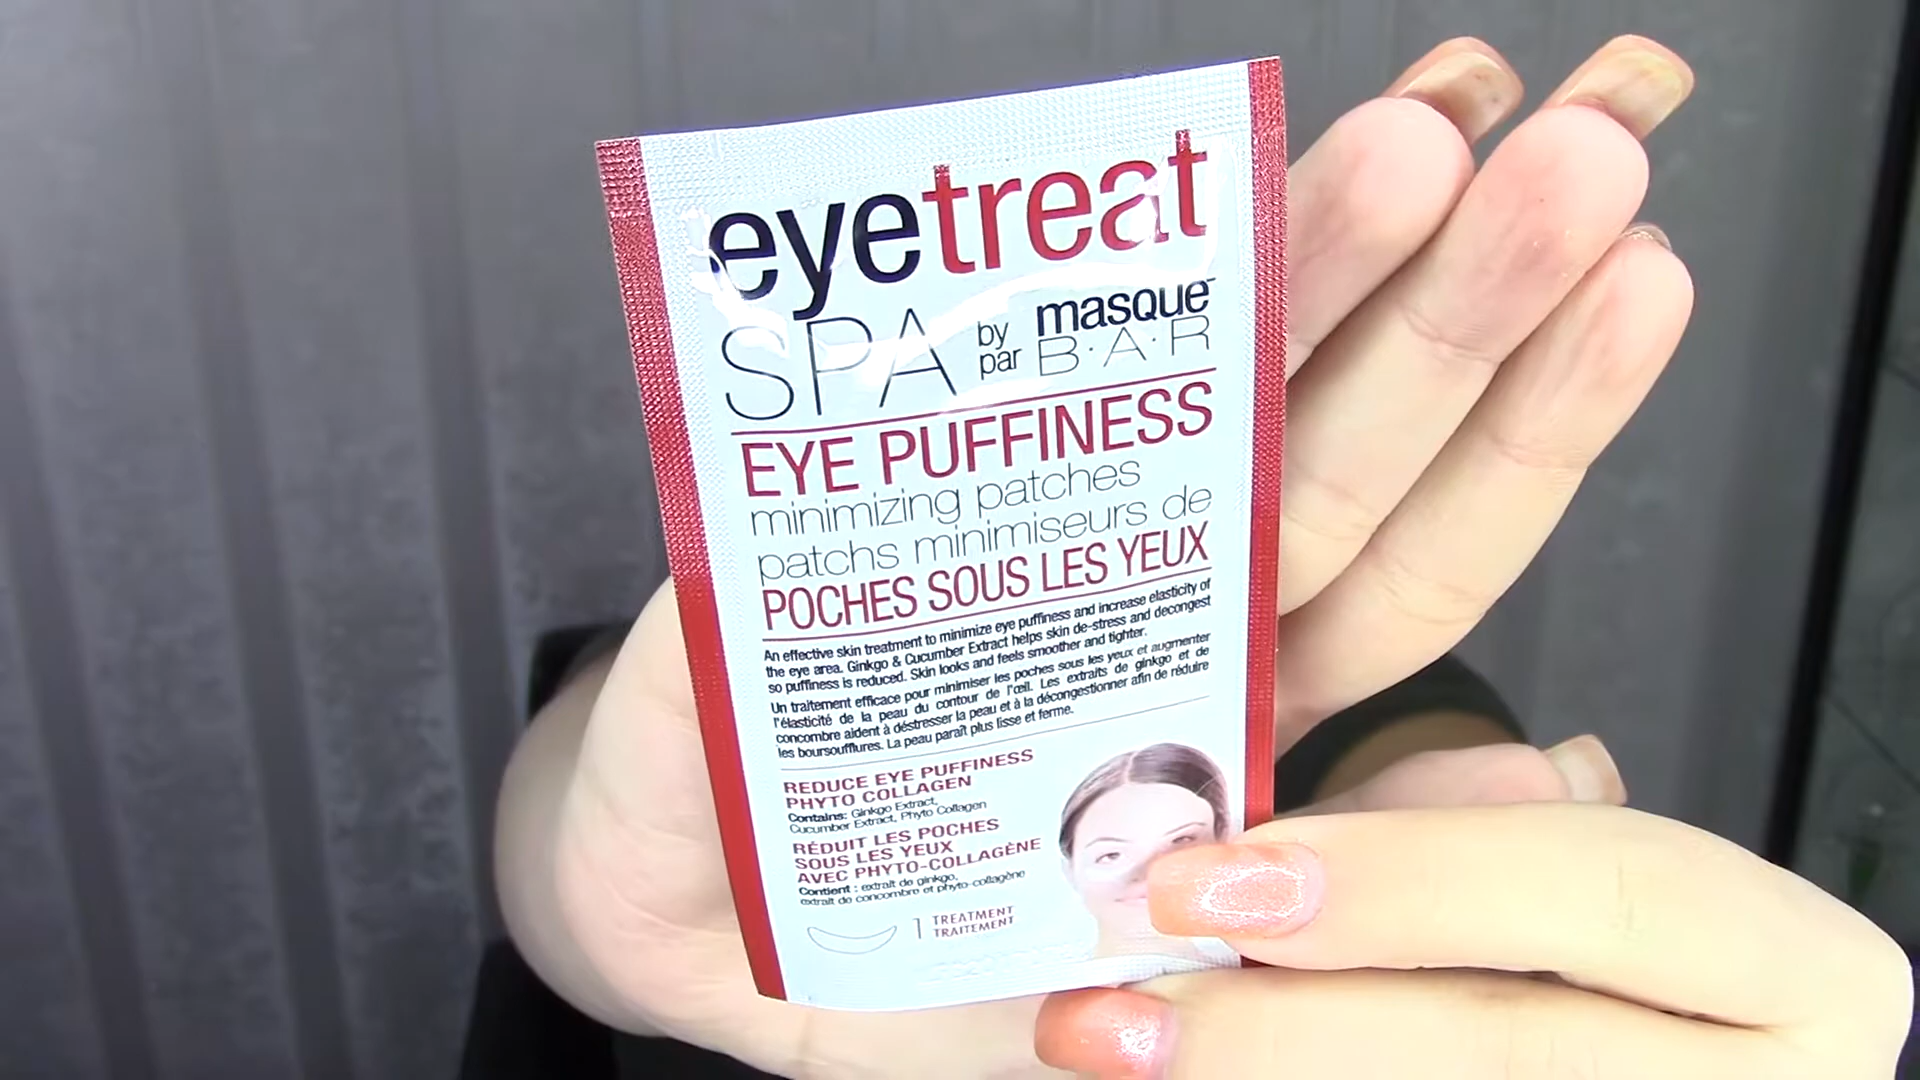 eyetreat
SPA by par masque B·A·R
EYE PUFFINESS
minimizing patches
patchs minimiseurs de
POCHES SOUS LES YEUX
An effective skin treatment to minimize eye puffiness and increase elasticity of
the eye area. Ginkgo & Cucumber Extract helps skin de-stress and decongest
so puffiness is reduced. Skin looks and feels smoother and tighter.
Un traitement efficace pour minimiser les poches sous les yeux et augmenter
l'élasticité de la peau du contour de l'œil. Les extraits de ginkgo et de
concombre aident à déstresser la peau et à la décongestionner afin de réduire
les boursoufflures. La peau paraît plus lisse et ferme.
REDUCE EYE PUFFINESS
PHYTO COLLAGEN
Contains: Ginkgo Extract,
Cucumber Extract, Phyto Collagen
RÉDUIT LES POCHES
SOUS LES YEUX
AVEC PHYTO-COLLAGÈNE
Contient : extrait de ginkgo,
extrait de concombre et phyto-collagène
1 TREATMENT
TRAITEMENT